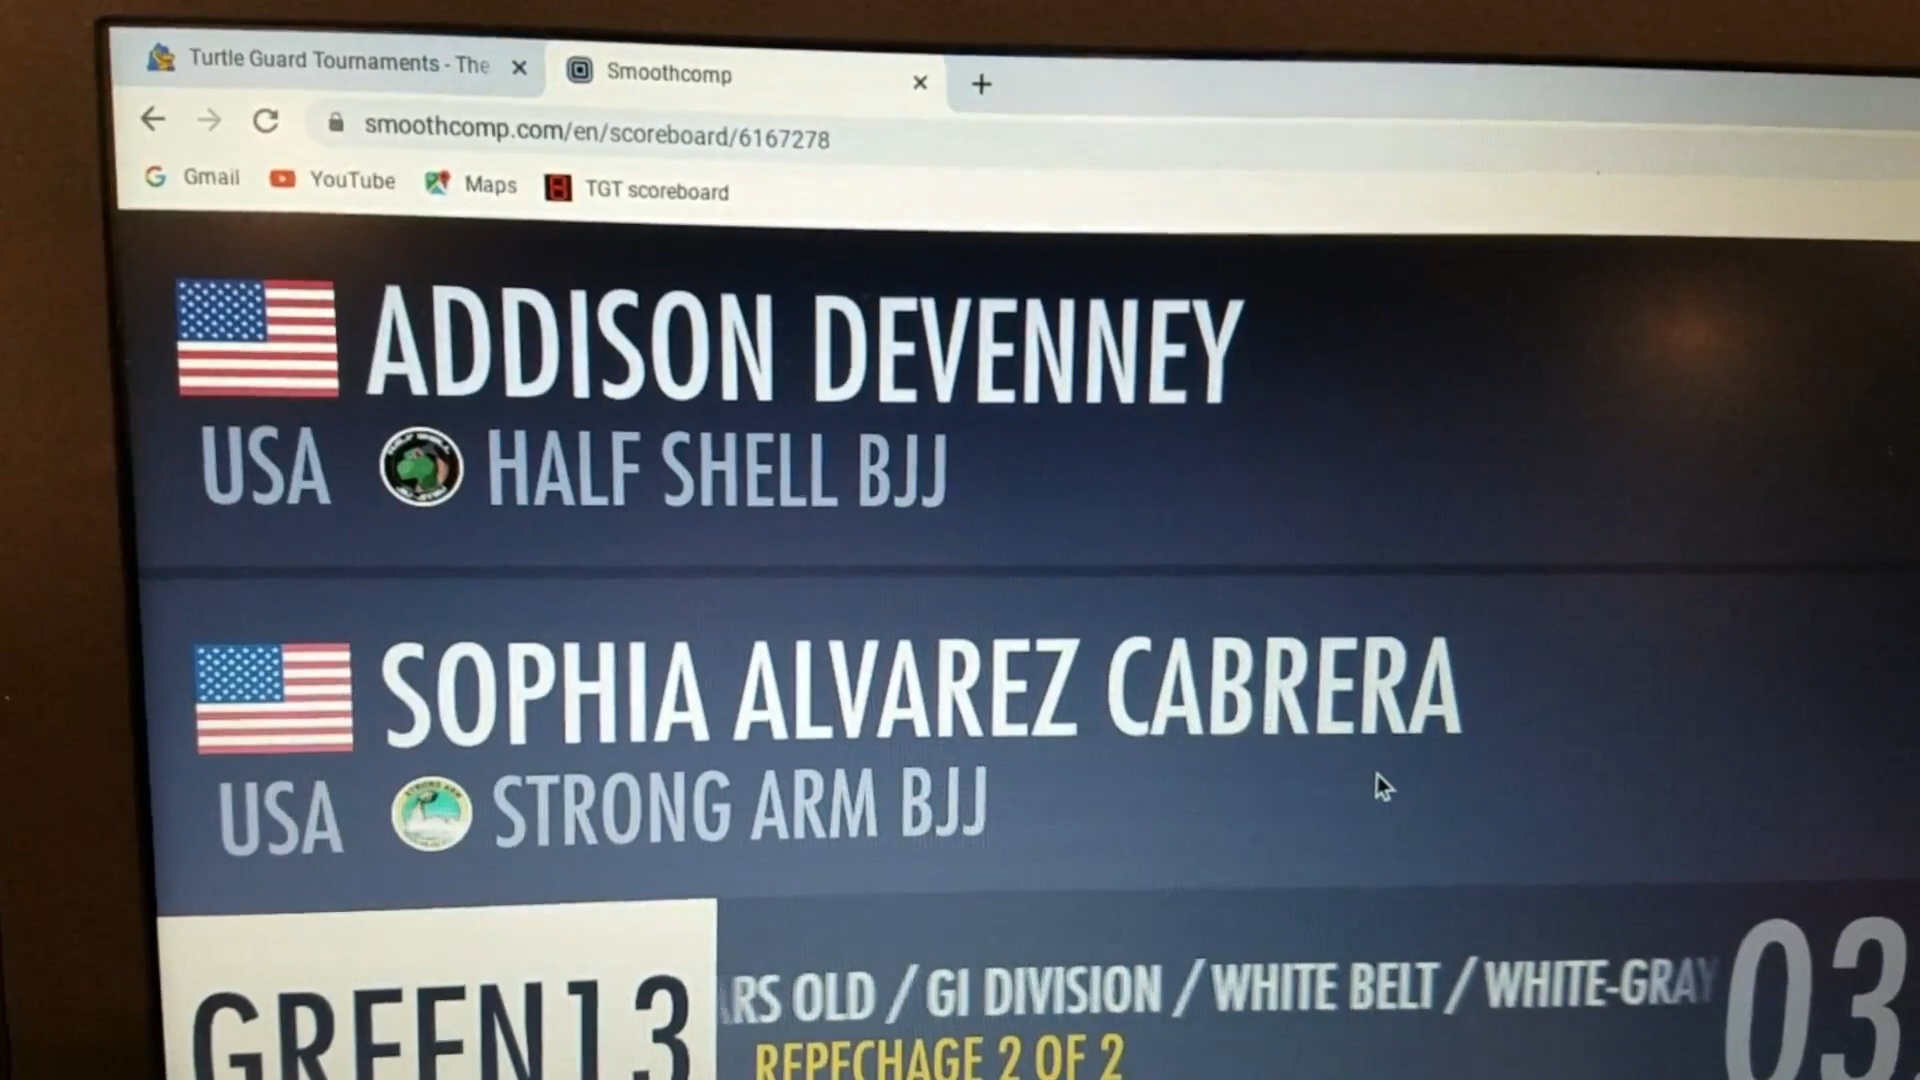 Turtle Guard Tournaments - The
Smoothcomp
smoothcomp.com/en/scoreboard/6167278
Gmail YouTube Maps TGT scoreboard
ADDISON DEVENNEY
USA HALF SHELL BJJ
SOPHIA ALVAREZ CABRERA
USA STRONG ARM BJJ
GREEN13
RS OLD / GI DIVISION / WHITE BELT / WHITE-GRAY
REPECHAGE 2 OF 2
03